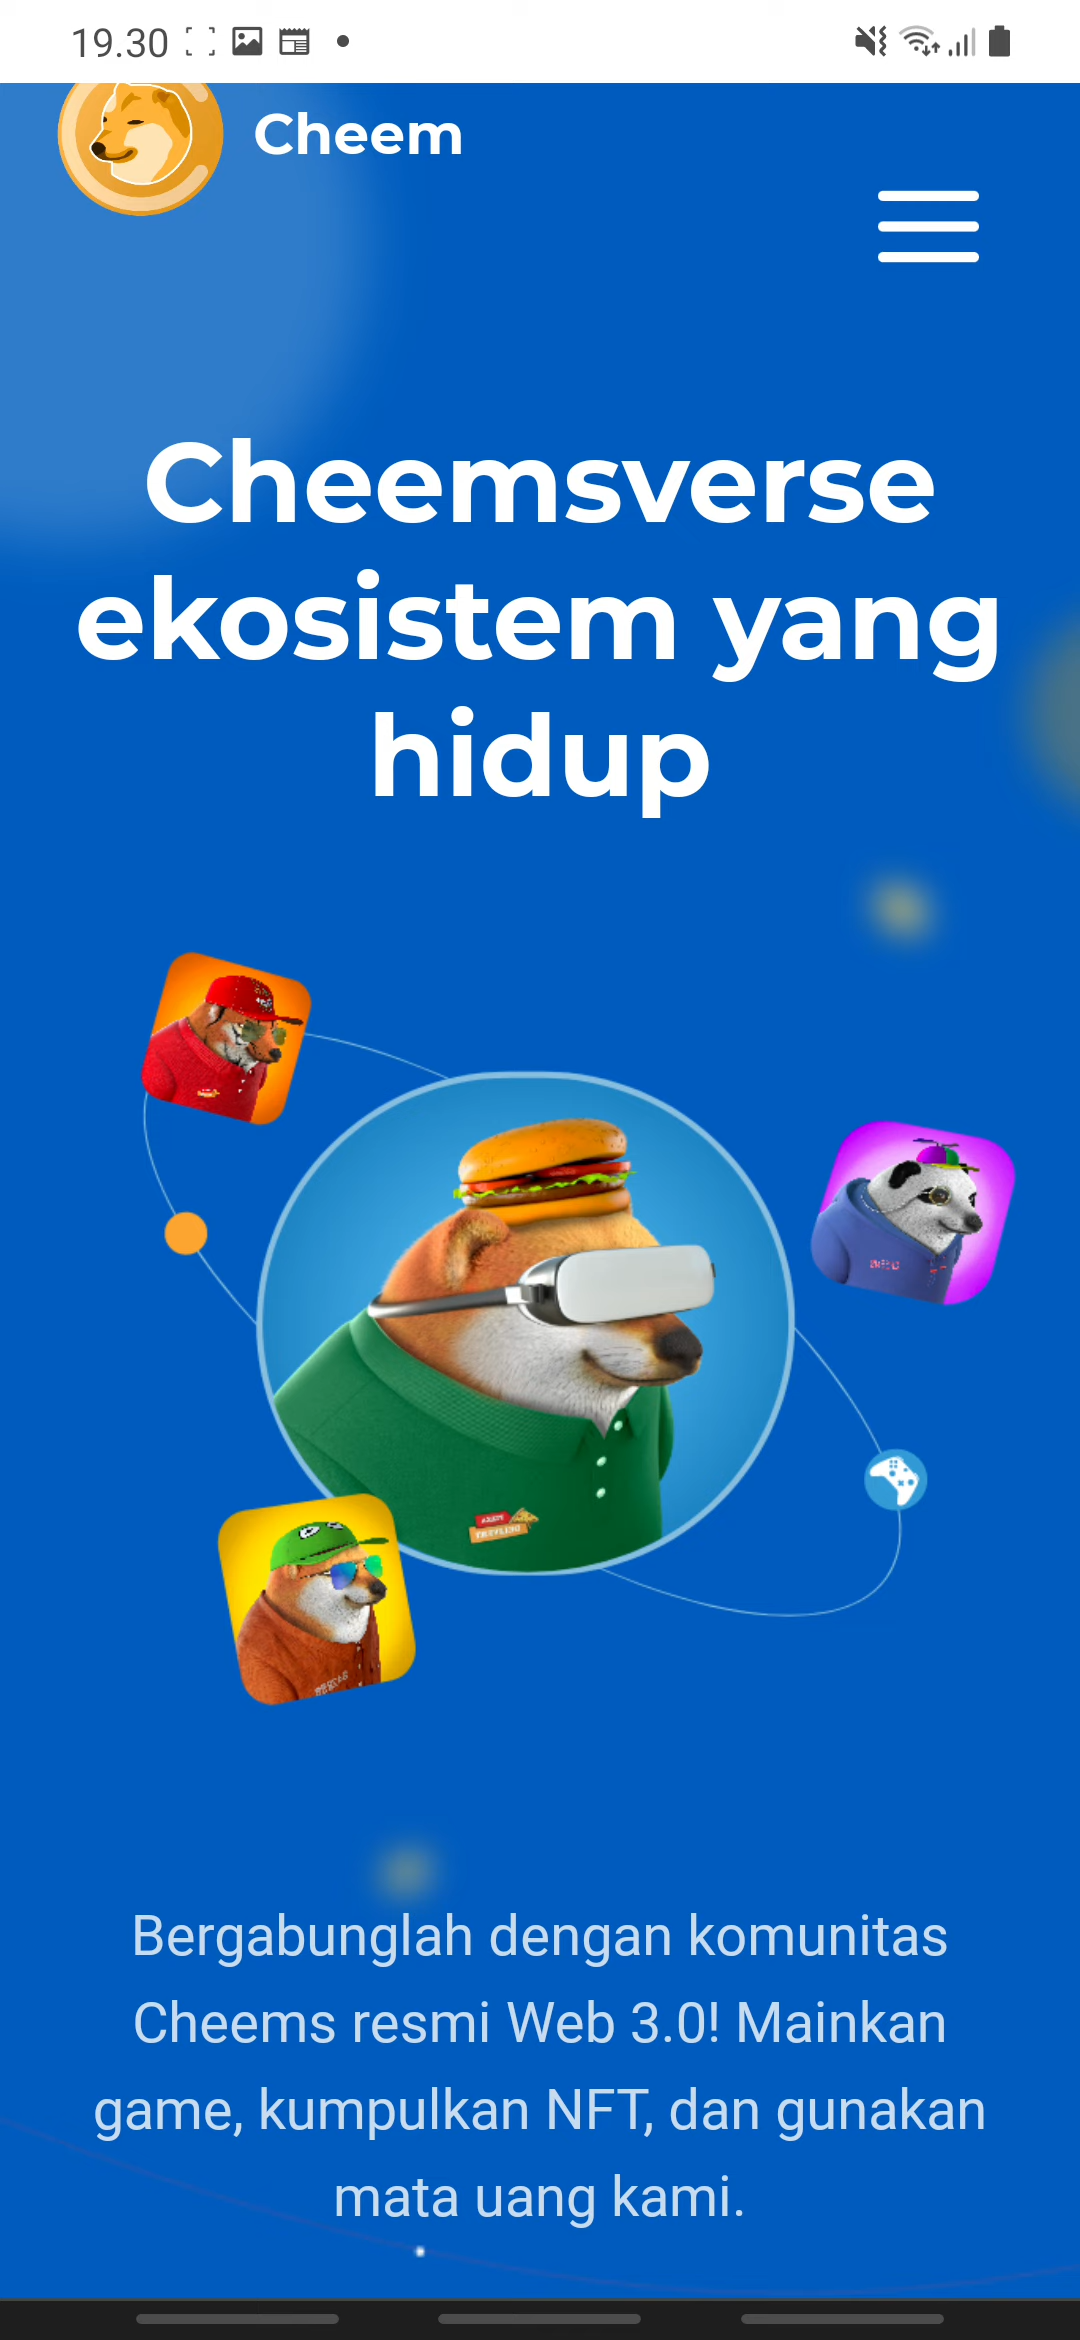 19.30
Cheem
Cheemsverse
ekosistem yang
hidup
Bergabunglah dengan komunitas
Cheems resmi Web 3.0! Mainkan
game, kumpulkan NFT, dan gunakan
mata uang kami.